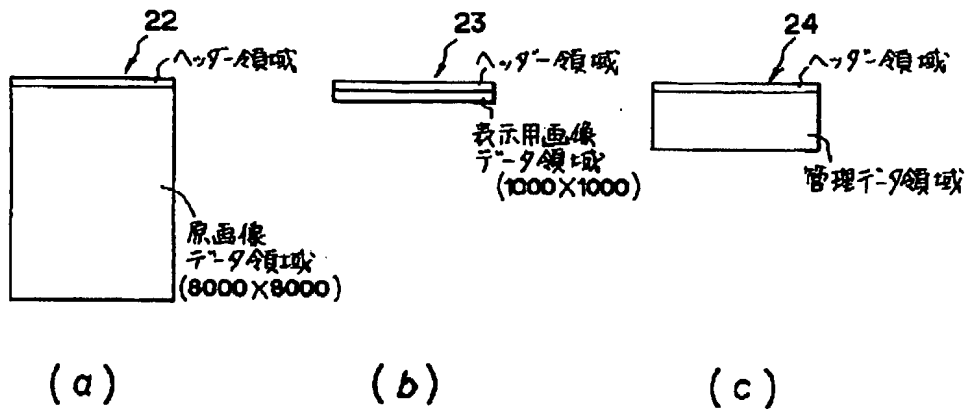 22
ヘッダー領域
原画像
データ領域
(8000×8000)
(a)
23
ヘッダー領域
表示用画像
データ領域
(1000×1000)
(b)
24
ヘッダー領域
管理データ領域
(c)